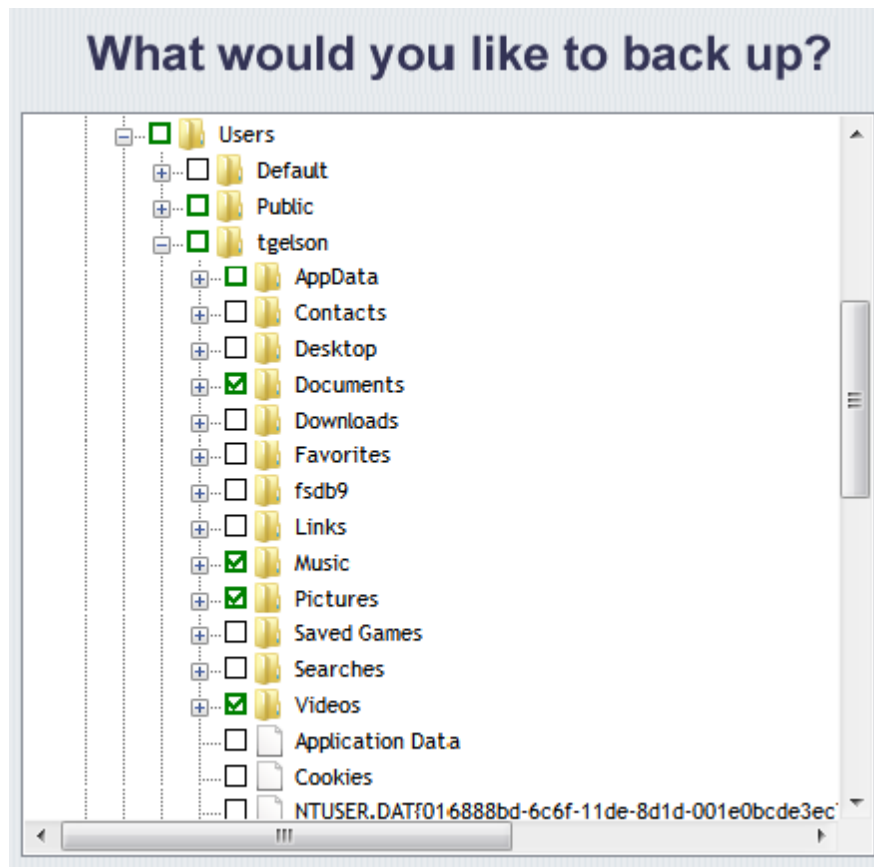 What would you like to back up?
Users
Default
Public
tgelson
AppData
Contacts
Desktop
Documents
Downloads
Favorites
fsdb9
Links
Music
Pictures
Saved Games
Searches
Videos
Application Data
Cookies
NTUSER.DAT{016888bd-6c6f-11de-8d1d-001e0bcde3ec